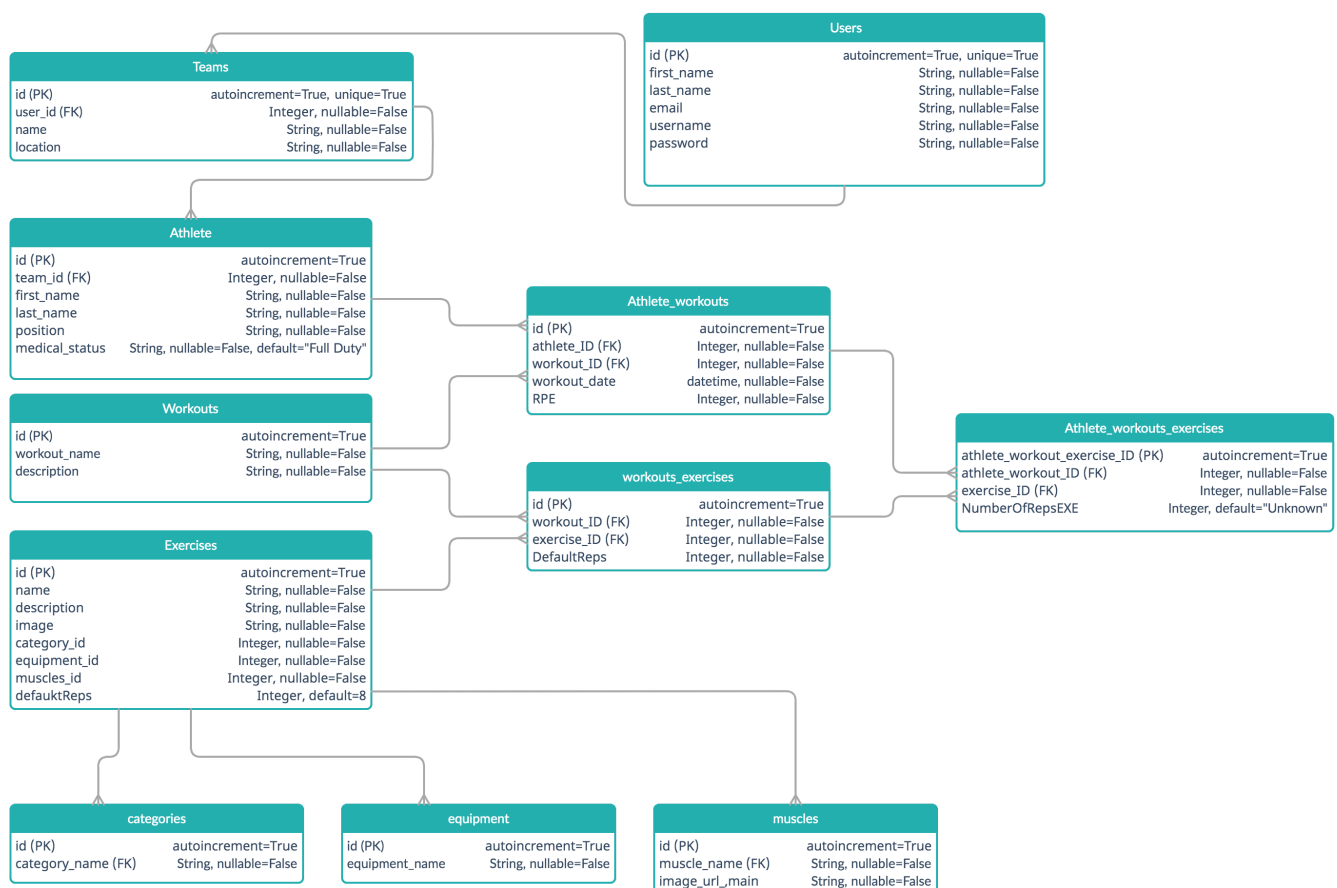 Users
id (PK) autoincrement=True, unique=True
first_name String, nullable=False
last_name String, nullable=False
email String, nullable=False
username String, nullable=False
password String, nullable=False
Teams
id (PK) autoincrement=True, unique=True
user_id (FK) Integer, nullable=False
name String, nullable=False
location String, nullable=False
Athlete
id (PK) autoincrement=True
team_id (FK) Integer, nullable=False
first_name String, nullable=False
last_name String, nullable=False
position String, nullable=False
medical_status String, nullable=False, default="Full Duty"
Athlete_workouts
id (PK) autoincrement=True
athlete_ID (FK) Integer, nullable=False
workout_ID (FK) Integer, nullable=False
workout_date datetime, nullable=False
RPE Integer, nullable=False
Workouts
id (PK) autoincrement=True
workout_name String, nullable=False
description String, nullable=False
Athlete_workouts_exercises
athlete_workout_exercise_ID (PK) autoincrement=True
athlete_workout_ID (FK) Integer, nullable=False
exercise_ID (FK) Integer, nullable=False
NumberOfRepsEXE Integer, default="Unknown"
workouts_exercises
id (PK) autoincrement=True
workout_ID (FK) Integer, nullable=False
exercise_ID (FK) Integer, nullable=False
DefaultReps Integer, nullable=False
Exercises
id (PK) autoincrement=True
name String, nullable=False
description String, nullable=False
image String, nullable=False
category_id Integer, nullable=False
equipment_id Integer, nullable=False
muscles_id Integer, nullable=False
defauktReps Integer, default=8
categories
id (PK) autoincrement=True
category_name (FK) String, nullable=False
equipment
id (PK) autoincrement=True
equipment_name String, nullable=False
muscles
id (PK) autoincrement=True
muscle_name (FK) String, nullable=False
image_url_,main String, nullable=False